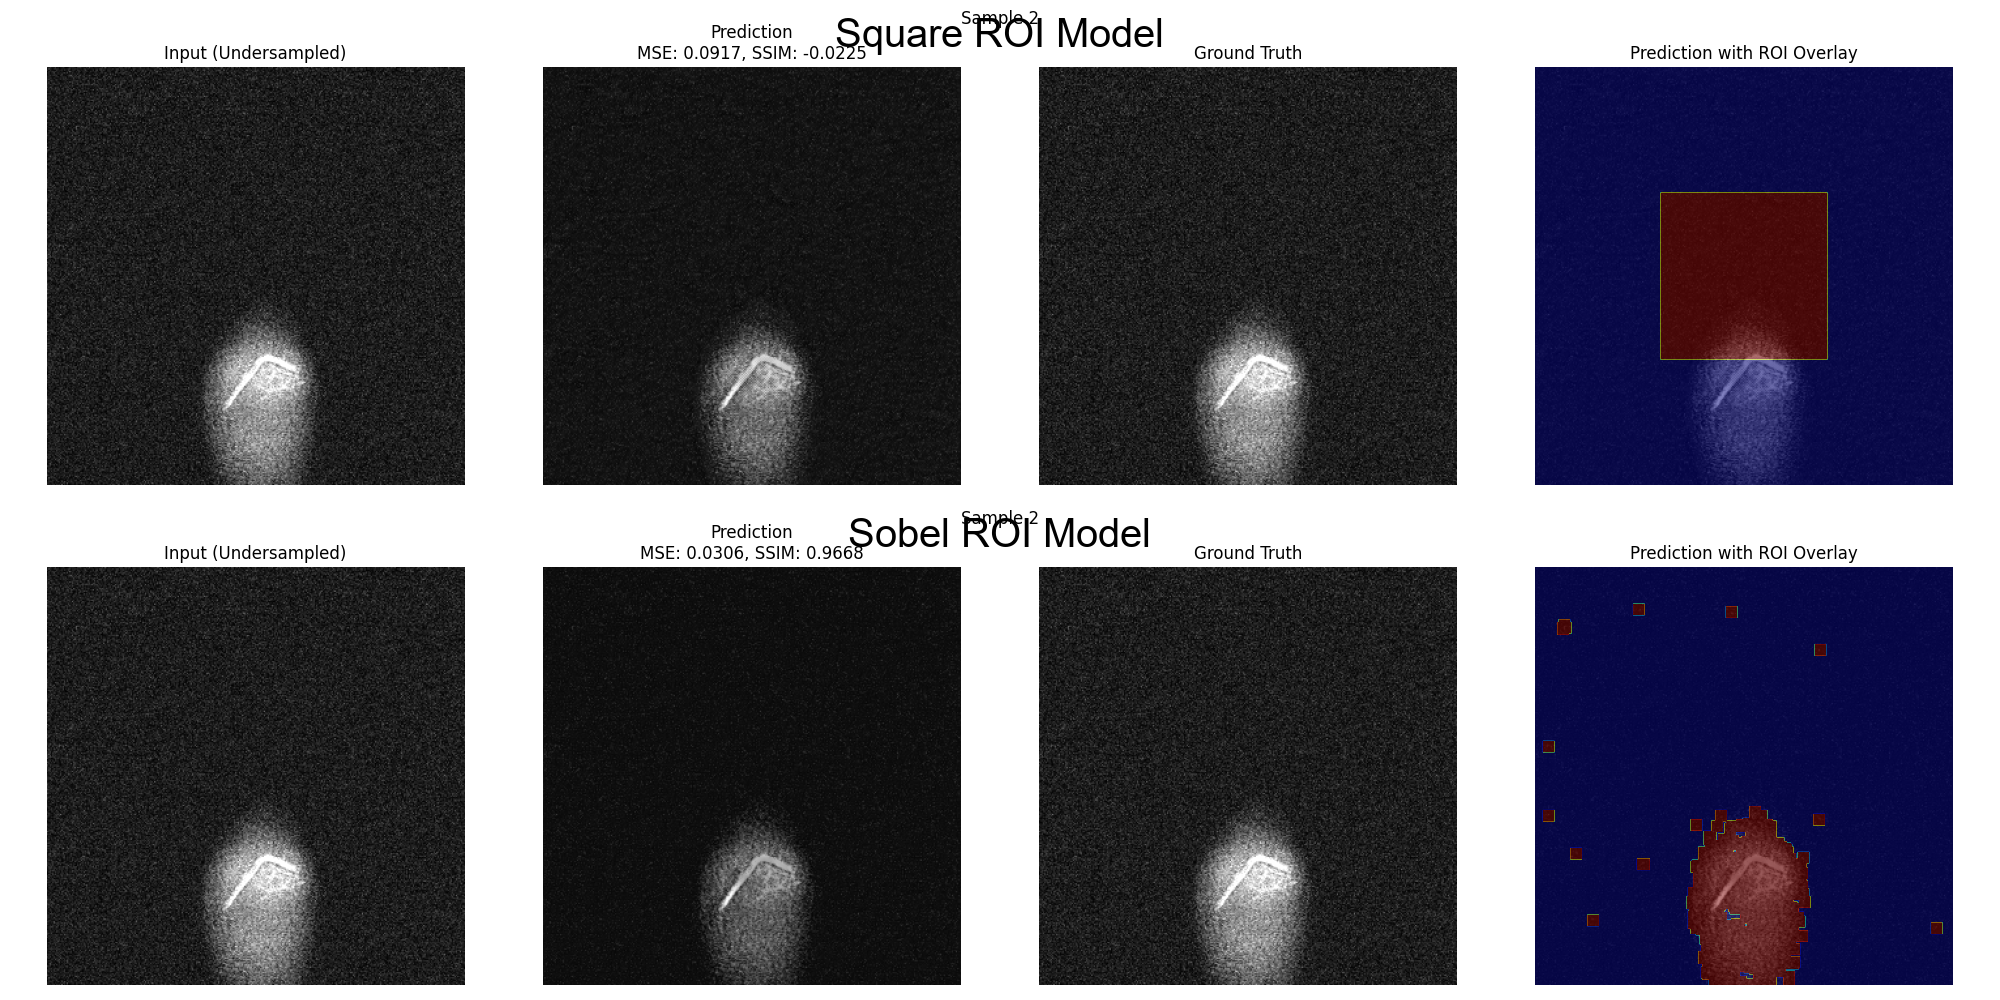 Sample 2
Square ROI Model
Input (Undersampled)
Prediction
MSE: 0.0917, SSIM: -0.0225
Ground Truth
Prediction with ROI Overlay
Sample 2
Sobel ROI Model
Input (Undersampled)
Prediction
MSE: 0.0306, SSIM: 0.9668
Ground Truth
Prediction with ROI Overlay